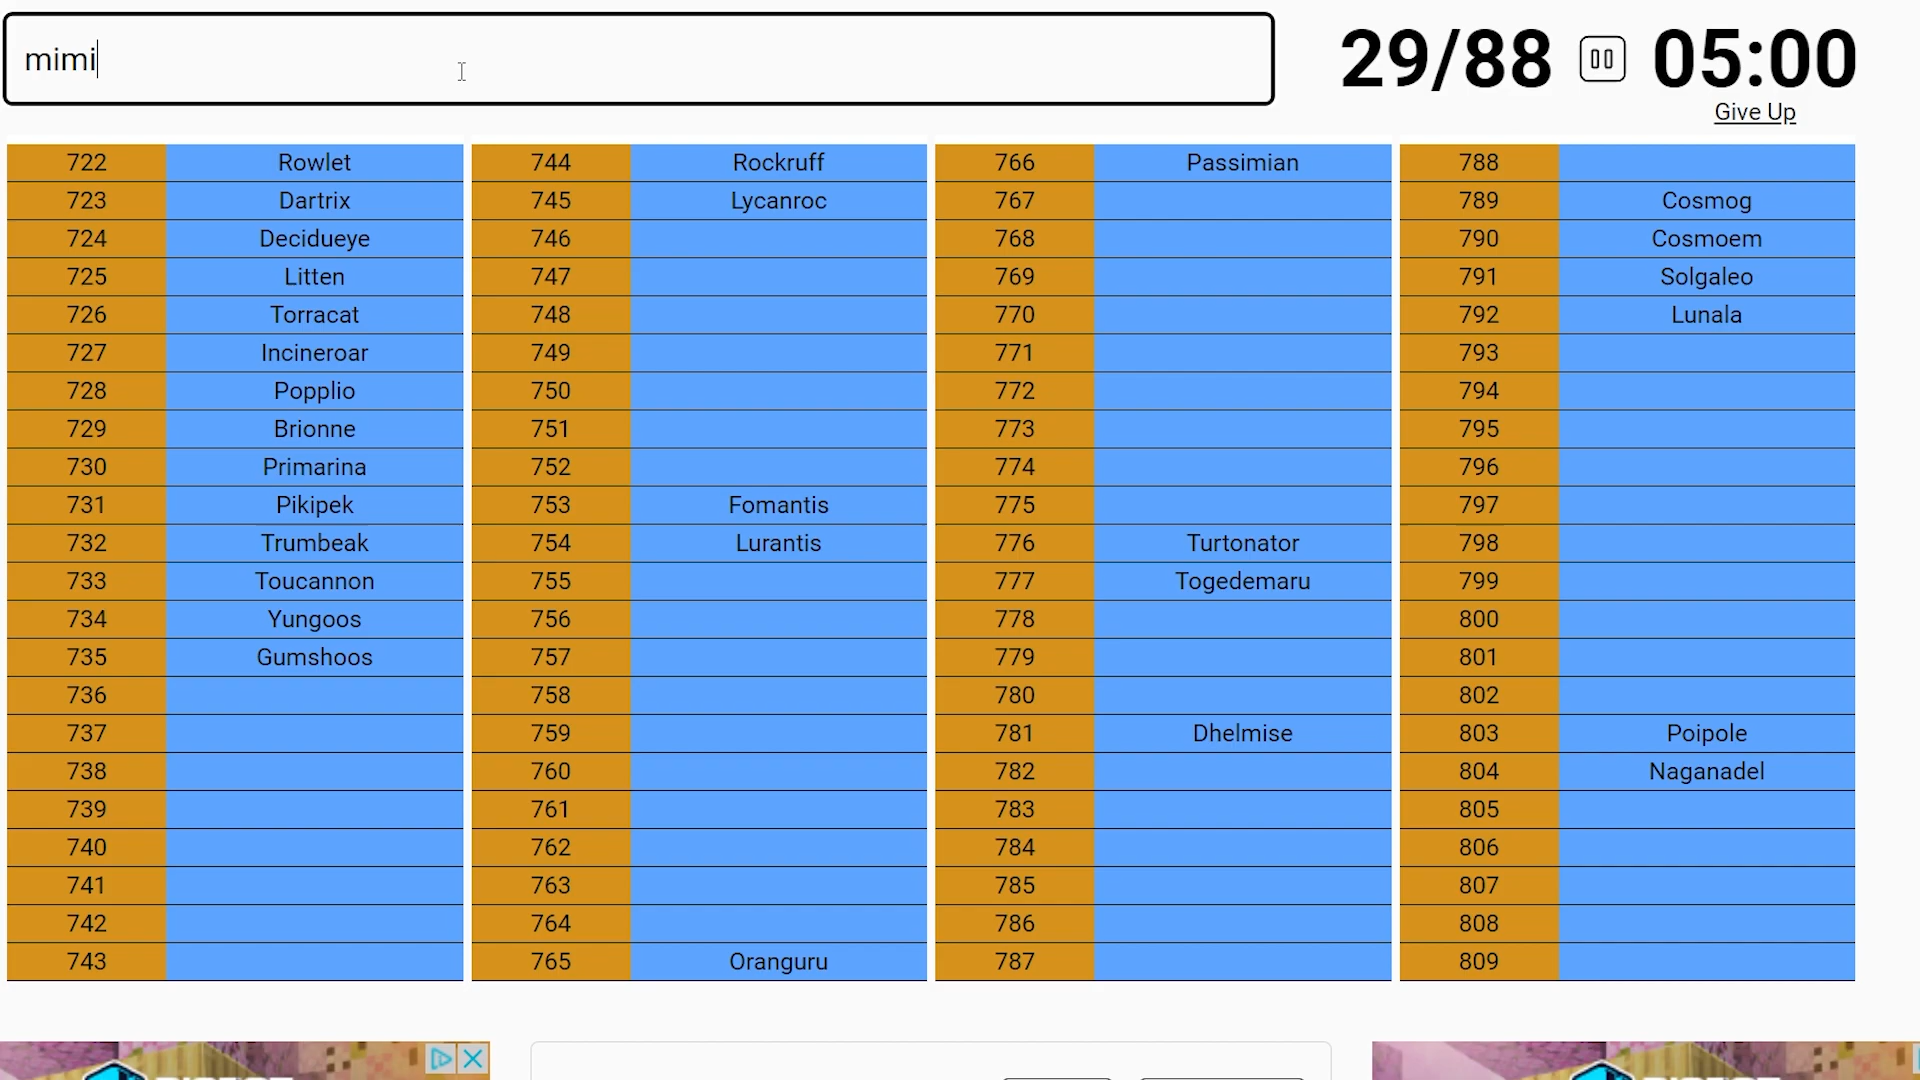 mimi
29/88 05:00
Give Up
722 Rowlet 744 Rockruff 766 Passimian 788
723 Dartrix 745 Lycanroc 767 789 Cosmog
724 Decidueye 746 768 790 Cosmoem
725 Litten 747 769 791 Solgaleo
726 Torracat 748 770 792 Lunala
727 Incineroar 749 771 793
728 Popplio 750 772 794
729 Brionne 751 773 795
730 Primarina 752 774 796
731 Pikipek 753 Fomantis 775 797
732 Trumbeak 754 Lurantis 776 Turtonator 798
733 Toucannon 755 777 Togedemaru 799
734 Yungoos 756 778 800
735 Gumshoos 757 779 801
736 758 780 802
737 759 781 Dhelmise 803 Poipole
738 760 782 804 Naganadel
739 761 783 805
740 762 784 806
741 763 785 807
742 764 786 808
743 765 Oranguru 787 809